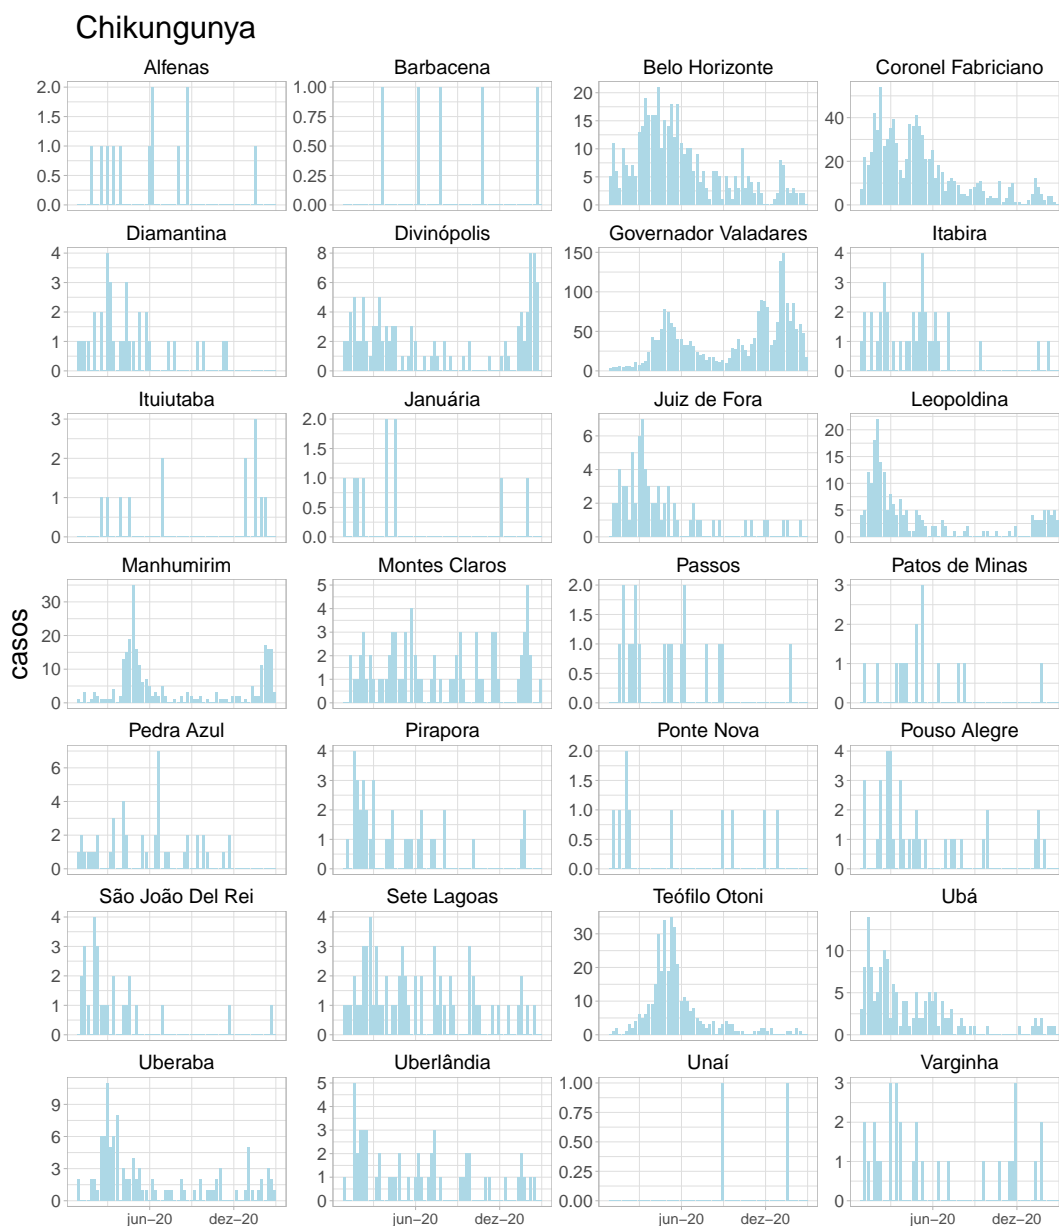 Chikungunya
Alfenas Barbacena Belo Horizonte Coronel Fabriciano
2.0 1.5 1.0 0.5 0.0
1.00 0.75 0.50 0.25 0.00
20 15 10 5 0
40 20 0
Diamantina Divinópolis Governador Valadares Itabira
4 3 2 1 0
8 6 4 2 0
150 100 50 0
4 3 2 1 0
Ituiutaba Januária Juiz de Fora Leopoldina
3 2 1 0
2.0 1.5 1.0 0.5 0.0
6 4 2 0
20 15 10 5 0
Manhumirim Montes Claros Passos Patos de Minas
30 20 10 0
5 4 3 2 1 0
2.0 1.5 1.0 0.5 0.0
3 2 1 0
casos
Pedra Azul Pirapora Ponte Nova Pouso Alegre
6 4 2 0
4 3 2 1 0
2.0 1.5 1.0 0.5 0.0
4 3 2 1 0
São João Del Rei Sete Lagoas Teófilo Otoni Ubá
4 3 2 1 0
4 3 2 1 0
30 20 10 0
10 5 0
Uberaba Uberlândia Unaí Varginha
9 6 3 0
5 4 3 2 1 0
1.00 0.75 0.50 0.25 0.00
3 2 1 0
jun–20 dez–20 jun–20 dez–20 jun–20 dez–20 jun–20 dez–20